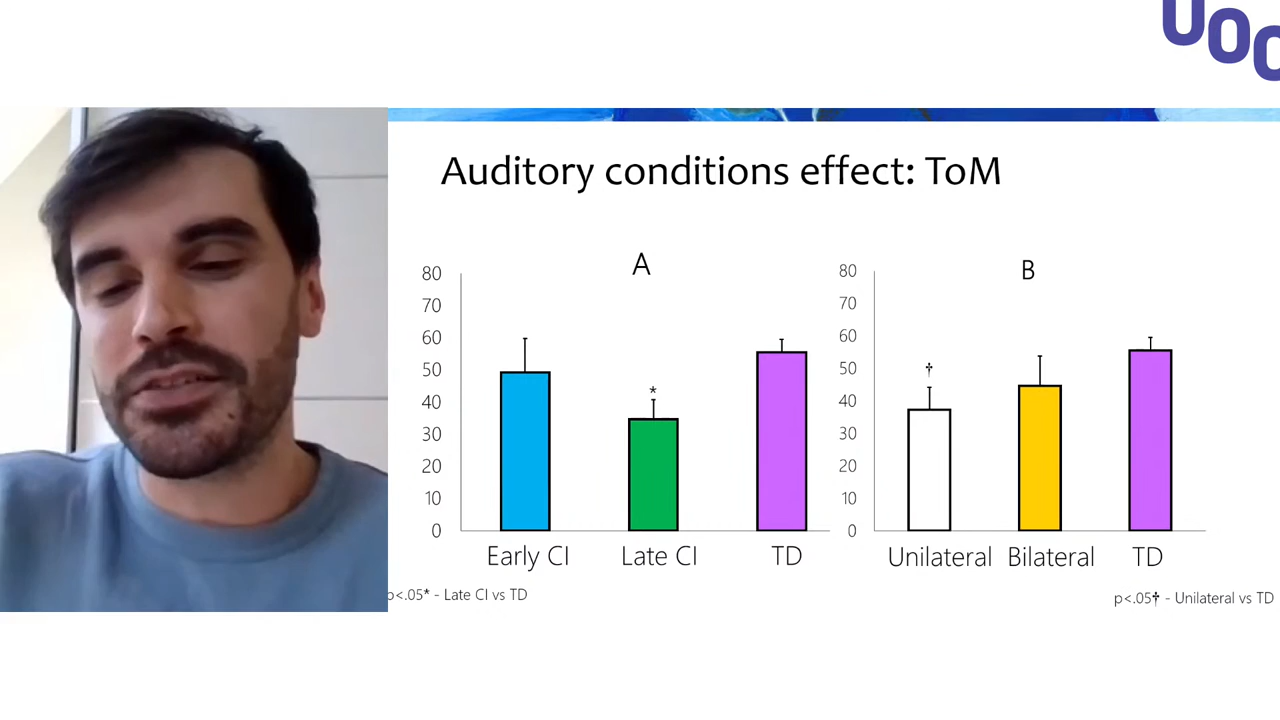 UOC
Auditory conditions effect: ToM
A
80
70
60
50
40
30
20
10
0
*
Early CI
Late CI
TD
p<.05* - Late CI vs TD
B
80
70
60
50
40
30
20
10
0
†
Unilateral
Bilateral
TD
p<.05† - Unilateral vs TD